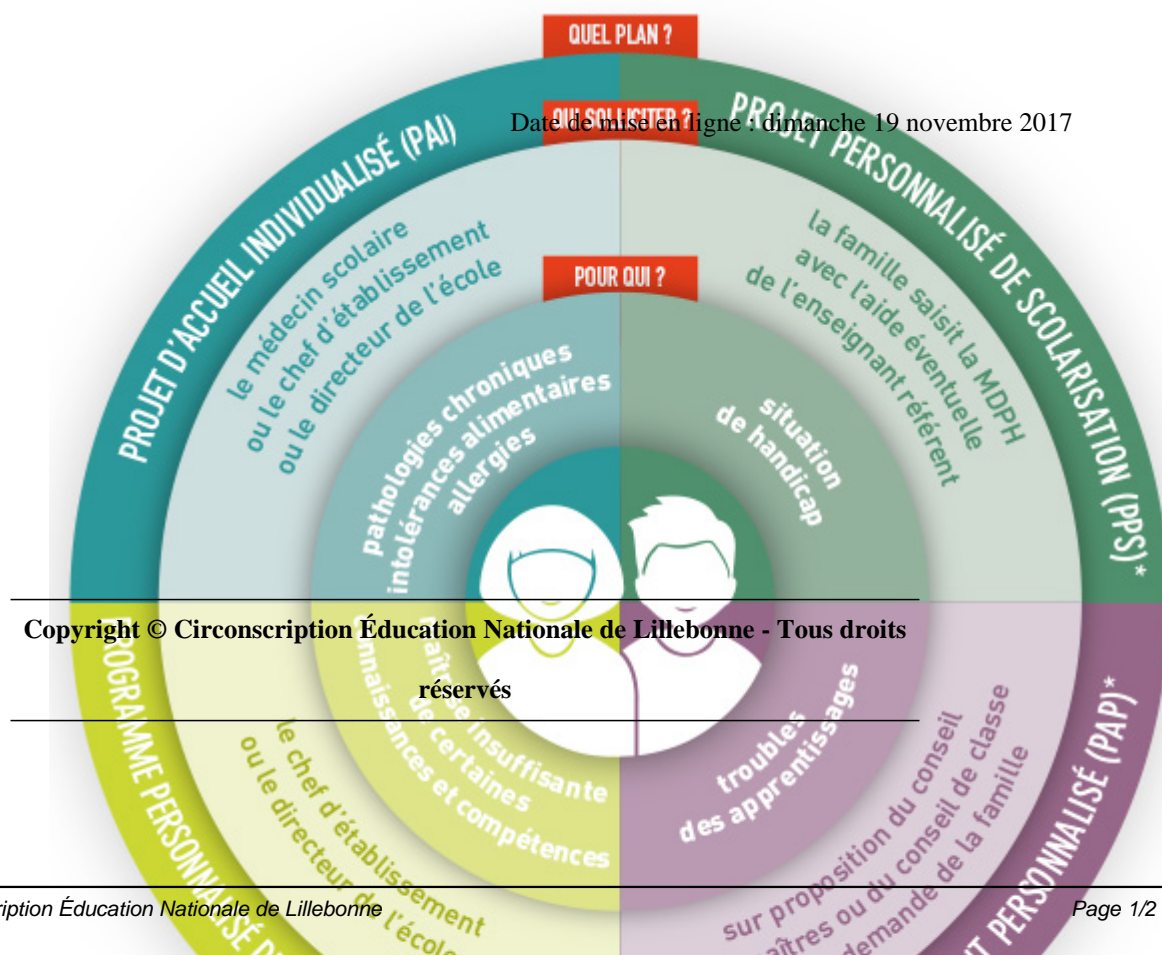 QUEL PLAN ?
QUI SOLLICITER ?
Date de mise en ligne : dimanche 19 novembre 2017
POUR QUI ?
PROJET D'ACCUEIL INDIVIDUALISÉ (PAI)
le médecin scolaire
ou le chef d'établissement
ou le directeur de l'école
pathologies chroniques
intolérances alimentaires
allergies
PROJET PERSONNALISÉ DE SCOLARISATION (PPS)*
la famille saisit la MDPH
avec l'aide éventuelle
de l'enseignant référent
situation
de handicap
Copyright © Circonscription Éducation Nationale de Lillebonne - Tous droits
réservés
PROGRAMME PERSONNALISÉ DE
le chef d'établissement
ou le directeur de l'école
maîtrise insuffisante
de certaines
connaissances et compétences
troubles
des apprentissages
sur proposition du conseil
aîtres ou du conseil de classe
demande de la famille
T PERSONNALISÉ (PAP)*
ription Éducation Nationale de Lillebonne
Page 1/2